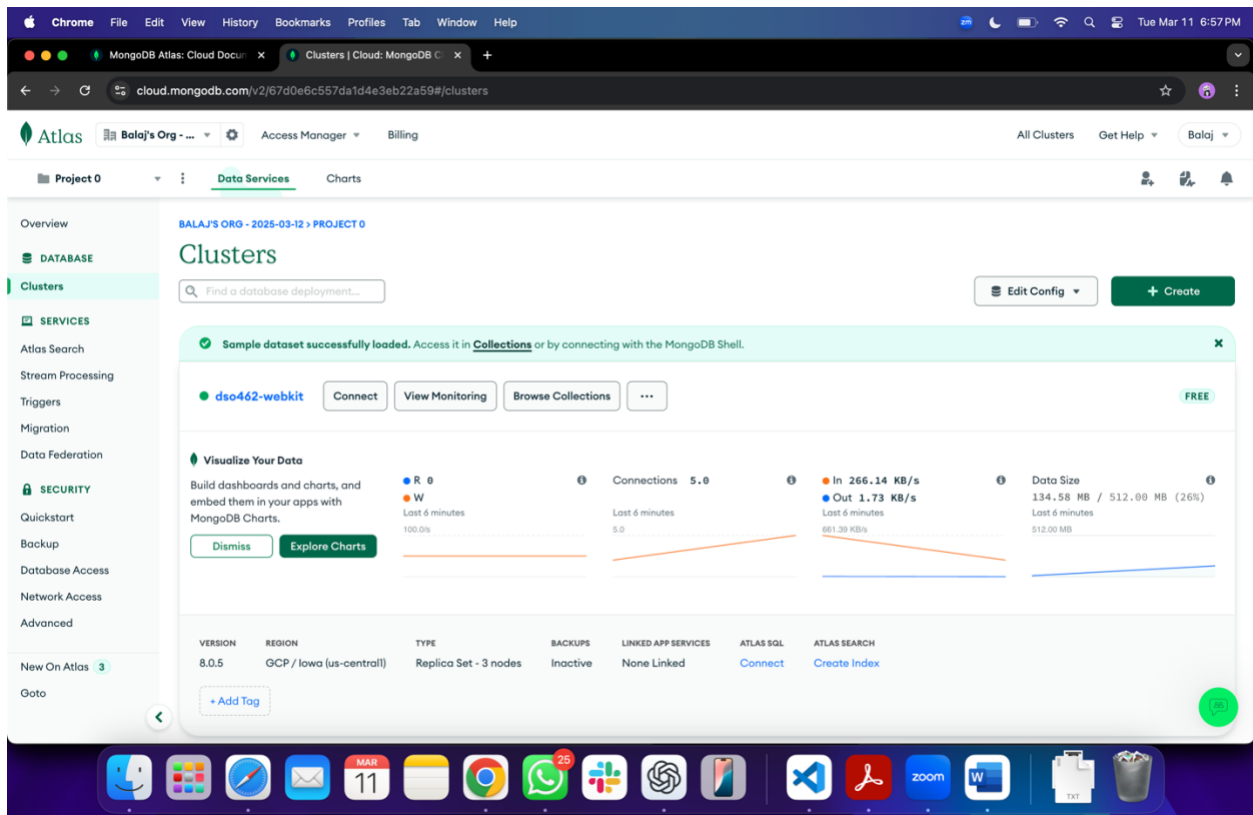 Chrome File Edit View History Bookmarks Profiles Tab Window Help zm Tue Mar 11 6:57 PM
MongoDB Atlas: Cloud Docun Clusters | Cloud: MongoDB C
cloud.mongodb.com/v2/67d0e6c557da1d4e3eb22a59#/clusters
Atlas Balaj's Org - ... Access Manager Billing All Clusters Get Help Balaj
Project 0 Data Services Charts
Overview
DATABASE
Clusters
SERVICES
Atlas Search
Stream Processing
Triggers
Migration
Data Federation
SECURITY
Quickstart
Backup
Database Access
Network Access
Advanced
New On Atlas 3
Goto
BALAJ'S ORG - 2025-03-12 > PROJECT 0
Clusters
Find a database deployment...
Edit Config
+ Create
Sample dataset successfully loaded. Access it in Collections or by connecting with the MongoDB Shell.
dso462-webkit Connect View Monitoring Browse Collections ... FREE
Visualize Your Data
Build dashboards and charts, and
embed them in your apps with
MongoDB Charts.
Dismiss Explore Charts
R 0
W
Last 6 minutes
100.0/s
Connections 5.0
Last 6 minutes
5.0
In 266.14 KB/s
Out 1.73 KB/s
Last 6 minutes
661.39 KB/s
Data Size
134.58 MB / 512.00 MB (26%)
Last 6 minutes
512.00 MB
VERSION REGION TYPE BACKUPS LINKED APP SERVICES ATLAS SQL ATLAS SEARCH
8.0.5 GCP / Iowa (us-central1) Replica Set - 3 nodes Inactive None Linked Connect Create Index
+ Add Tag
MAR
11
25
zoom
W
TXT